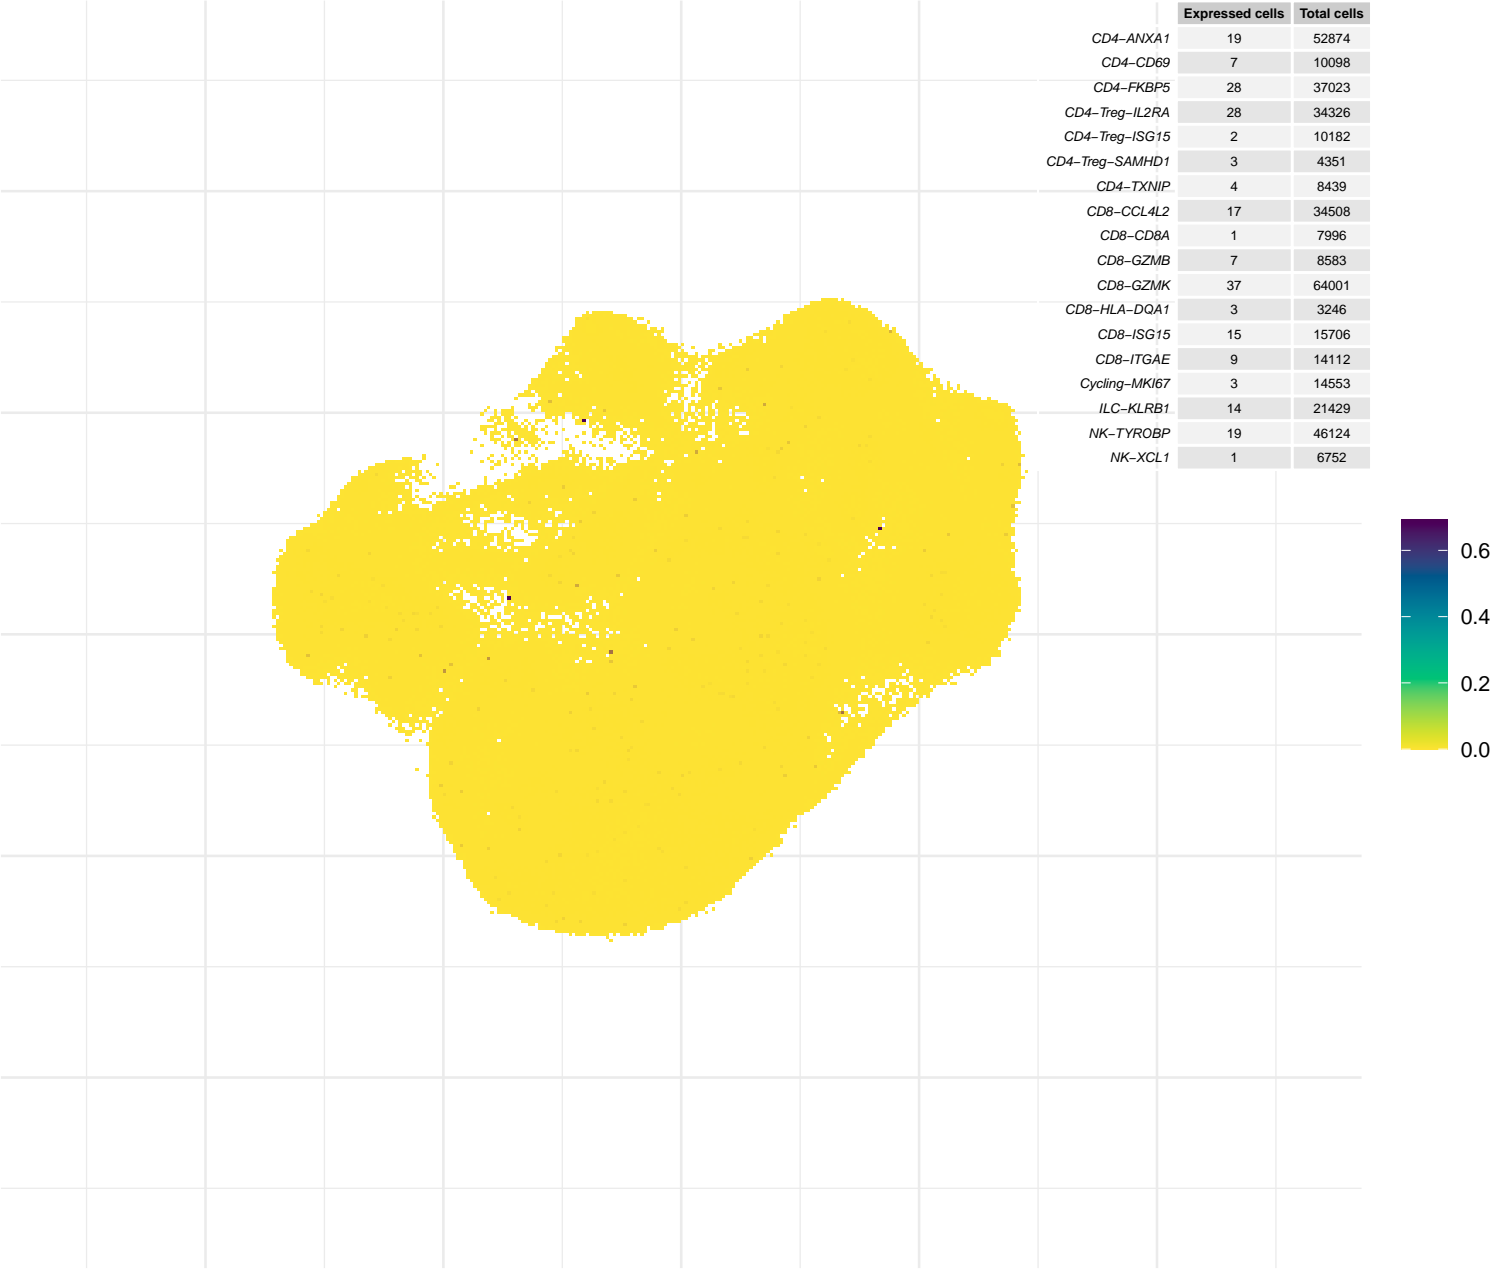 Expressed cells Total cells
CD4−ANXA1 19 52874
CD4−CD69 7 10098
CD4−FKBP5 28 37023
CD4−Treg−IL2RA 28 34326
CD4−Treg−ISG15 2 10182
CD4−Treg−SAMHD1 3 4351
CD4−TXNIP 4 8439
CD8−CCL4L2 17 34508
CD8−CD8A 1 7996
CD8−GZMB 7 8583
CD8−GZMK 37 64001
CD8−HLA−DQA1 3 3246
CD8−ISG15 15 15706
CD8−ITGAE 9 14112
Cycling−MKI67 3 14553
ILC−KLRB1 14 21429
NK−TYROBP 19 46124
NK−XCL1 1 6752
0.6
0.4
0.2
0.0